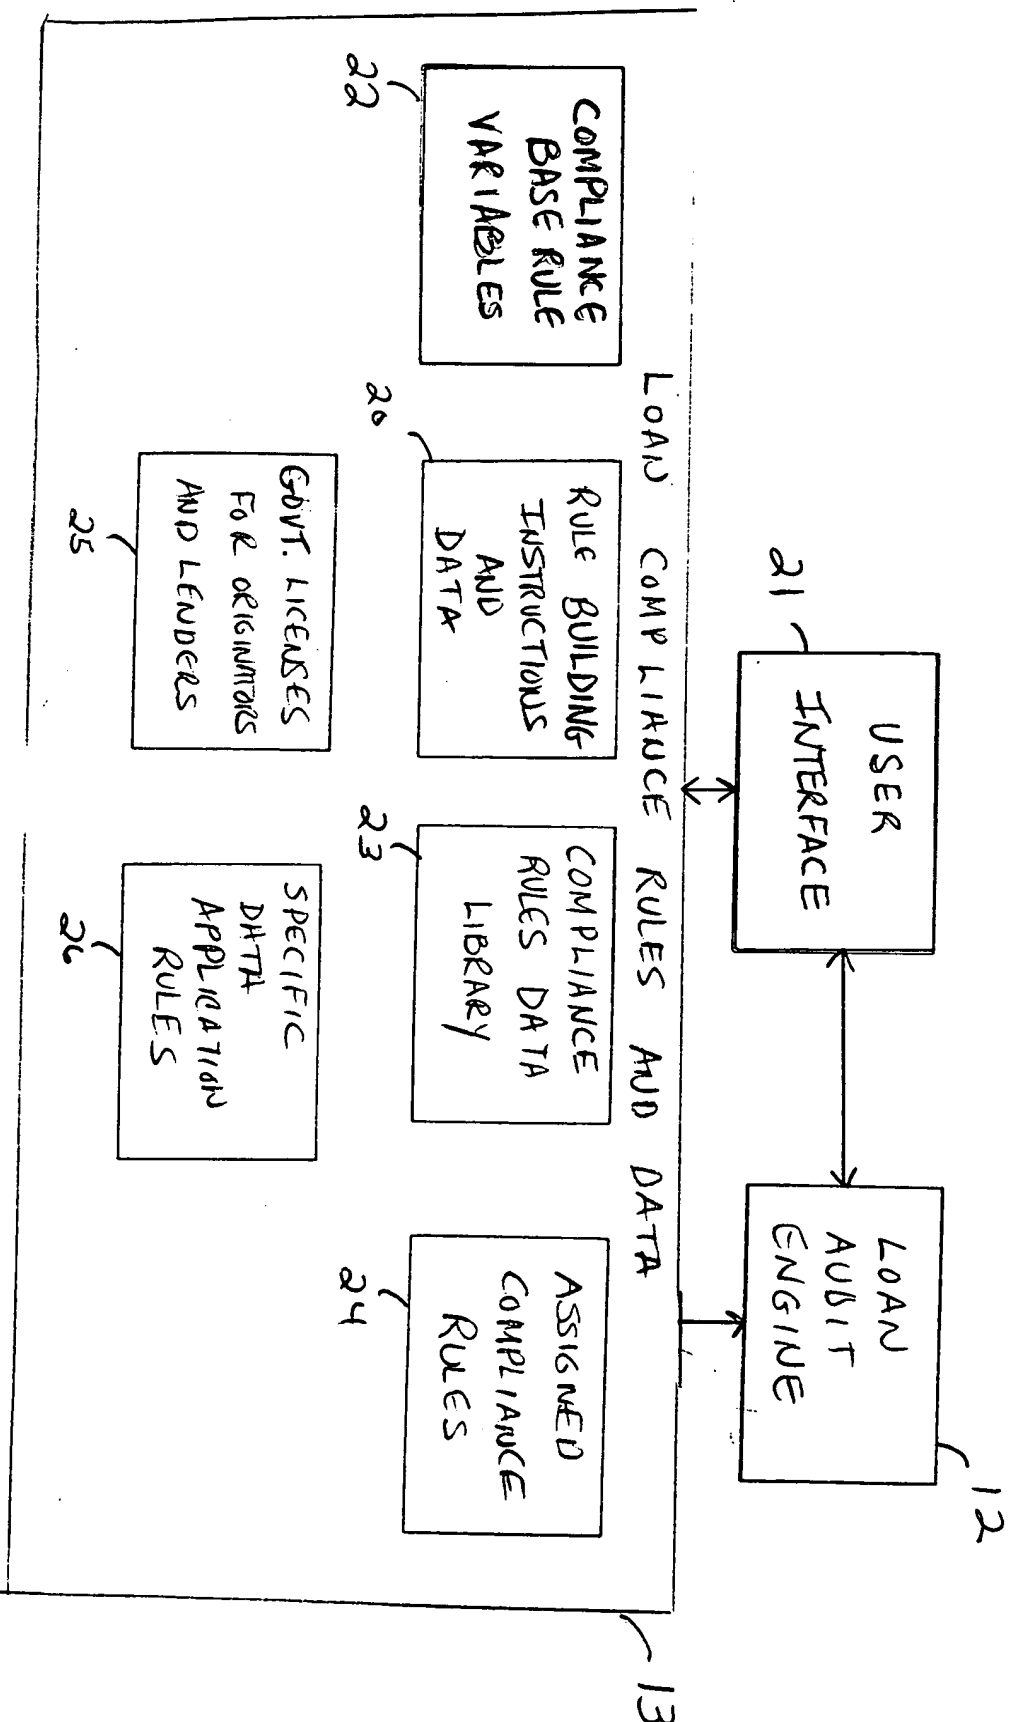 21
USER
INTERFACE
LOAN
AUDIT
ENGINE
12
LOAN COMPLIANCE RULES AND DATA
13
COMPLIANCE
BASE RULE
VARIABLES
22
RULE BUILDING
INSTRUCTIONS
AND
DATA
20
COMPLIANCE
RULES DATA
LIBRARY
23
ASSIGNED
COMPLIANCE
RULES
24
GOVT. LICENSES
FOR ORIGINATORS
AND LENDERS
25
SPECIFIC
DATA
APPLICATION
RULES
26